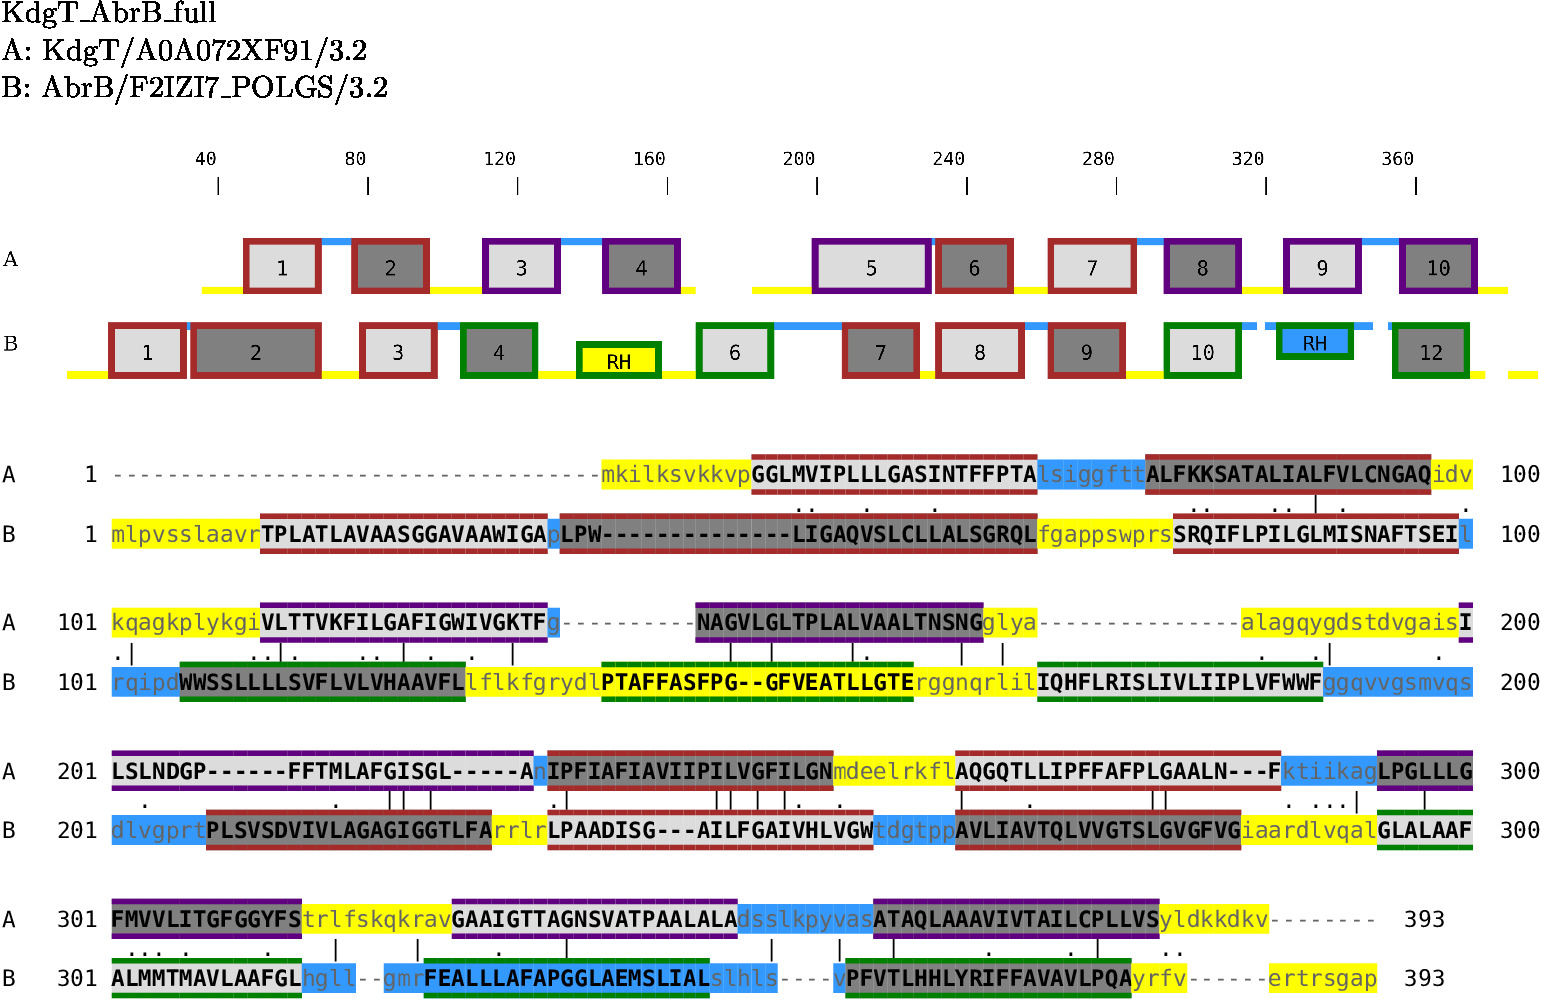 KdgT_AbrB_full
A: KdgT/A0A072XF91/3.2
B: AbrB/F2IZI7_POLGS/3.2
40 80 120 160 200 240 280 320 360
A 1 2 3 4 5 6 7 8 9 10
B 1 2 3 4 RH 6 7 8 9 10 RH 12
A 1 ------------------------------------mkilksvkkvpGGLMVIPLLLGASINTFFPTAlsiggfttALFKKSATALIALFVLCNGAQidv 100
B 1 mlpvsslaavrTPLATLAVAASGGAVAAWIGApLPW--------------LIGAQVSLCLLALSGRQLfgappswprsSRQIFLPILGLMISNAFTSEIl 100
A 101 kqagkplykgiVLTTVKFILGAFIGWIVGKTFg----------NAGVLGLTPLALVAALTNSNGglya---------------alagqygdstdvgaisI 200
B 101 rqipdWWSSLLLLSVFLVLVHAAVFLlflkfgrydlPTAFFASFPG--GFVEATLLGTErggnqrlilIQHFLRISLIVLIIPLVFWWFggqvvgsmvqs 200
A 201 LSLNDGP------FFTMLAFGISGL-----AnIPFIAFIAVIIPILVGFILGNmdeelrkflAQGQTLLIPFFAFPLGAALN---FktiikagLPGLLLG 300
B 201 dlvgprtPLSVSDVIVLAGAGIGGTLFArrlrLPAADISG---AILFGAIVHLVGWtdgtppAVLIAVTQLVVGTSLGVGFVGiaardlvqalGLALAAF 300
A 301 FMVVLITGFGGYFStrlfskqkravGAAIGTTAGNSVATPAALALAdsslkpyvasATAQLAAAVIVTAILCPLLVSyldkkdkv-------- 393
B 301 ALMMTMAVLAAFGLhgll--gmrFEALLLAFAPGGLAEMSLIALslhls----vPFVTLHHLYRIFFAVAVLPQAyrfv------ertrsgap 393